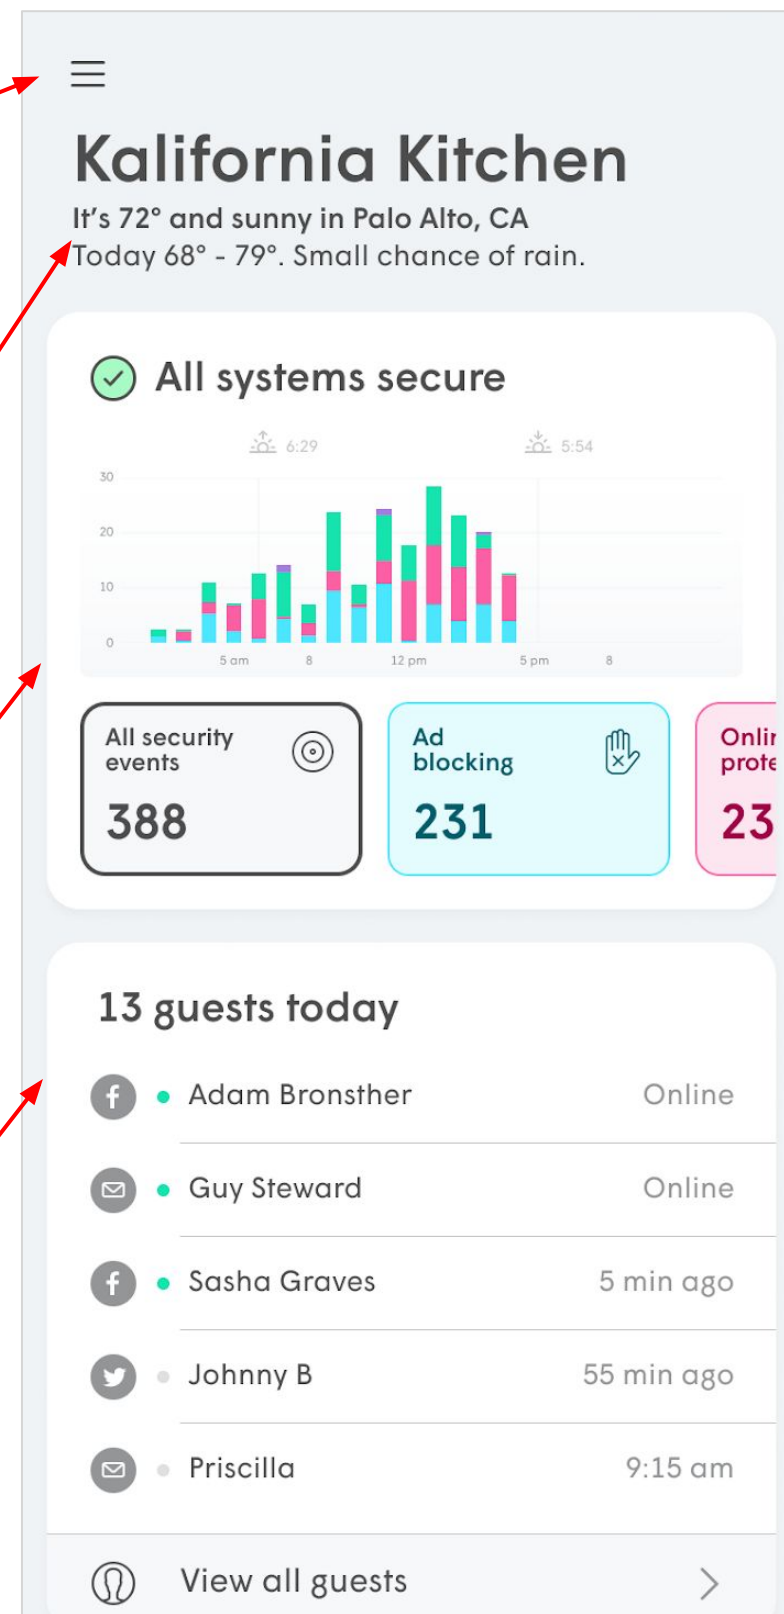 Kalifornia Kitchen
It's 72° and sunny in Palo Alto, CA
Today 68° - 79°. Small chance of rain.
All systems secure
6:29 5:54
30
20
10
0
5 am 8 12 pm 5 pm 8
All security
events
388
Ad
blocking
231
23
13 guests today
Adam Bronsther Online
Guy Steward Online
Sasha Graves 5 min ago
Johnny B 55 min ago
Priscilla 9:15 am
View all guests